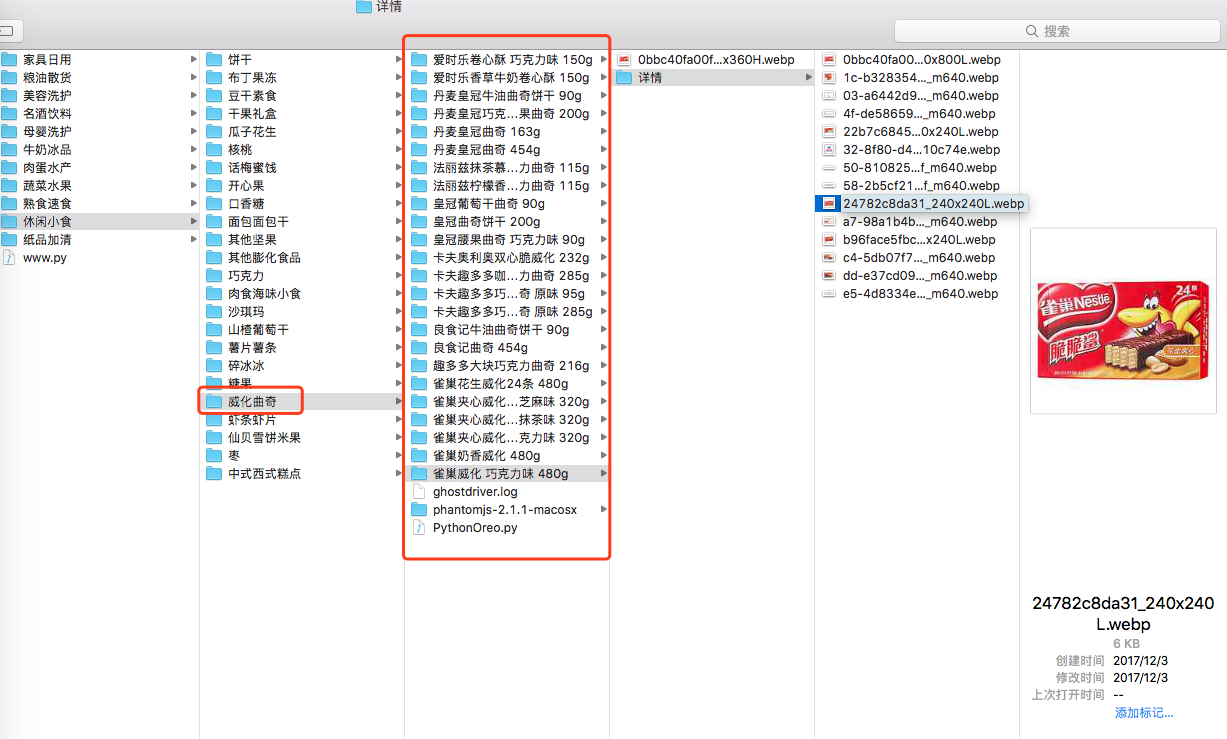 详情
搜索
家具日用
粮油散货
美容洗护
名酒饮料
母婴洗护
牛奶冰品
肉蛋水产
蔬菜水果
熟食速食
休闲小食
纸品加清
www.py
饼干
布丁果冻
豆干素食
干果礼盒
瓜子花生
核桃
话梅蜜饯
开心果
口香糖
面包面包干
其他坚果
其他膨化食品
巧克力
肉食海味小食
沙琪玛
山楂葡萄干
薯片薯条
碎冰冰
糖果
威化曲奇
虾条虾片
仙贝雪饼米果
枣
中式西式糕点
爱时乐卷心酥 巧克力味 150g
爱时乐香草牛奶卷心酥 150g
丹麦皇冠牛油曲奇饼干 90g
丹麦皇冠巧克...果曲奇 200g
丹麦皇冠曲奇 163g
丹麦皇冠曲奇 454g
法丽兹抹茶慕...力曲奇 115g
法丽兹柠檬香...力曲奇 115g
皇冠葡萄干曲奇 90g
皇冠曲奇饼干 200g
皇冠腰果曲奇 巧克力味 90g
卡夫奥利奥双心脆威化 232g
卡夫趣多多咖...力曲奇 285g
卡夫趣多多巧...奇 原味 95g
卡夫趣多多巧...奇 原味 285g
良食记牛油曲奇饼干 90g
良食记曲奇 454g
趣多多大块巧克力曲奇 216g
雀巢花生威化24条 480g
雀巢夹心威化...芝麻味 320g
雀巢夹心威化...抹茶味 320g
雀巢夹心威化...克力味 320g
雀巢奶香威化 480g
雀巢威化 巧克力味 480g
ghostdriver.log
phantomjs-2.1.1-macosx
PythonOreo.py
0bbc40fa00f...x360H.webp
详情
0bbc40fa00...0x800L.webp
1c-b328354..._m640.webp
03-a6442d9..._m640.webp
4f-de58659..._m640.webp
22b7c6845...0x240L.webp
32-8f80-d4...10c74e.webp
50-810825...f_m640.webp
58-2b5cf21..._m640.webp
24782c8da31_240x240L.webp
a7-98a1b4b..._m640.webp
b96face5fbc...x240L.webp
c4-5db07f7..._m640.webp
dd-e37cd09..._m640.webp
e5-4d8334e..._m640.webp
雀巢 Nestlé
24条
脆脆鲨
24782c8da31_240x240
L.webp
6 KB
创建时间 2017/12/3
修改时间 2017/12/3
上次打开时间 --
添加标记...